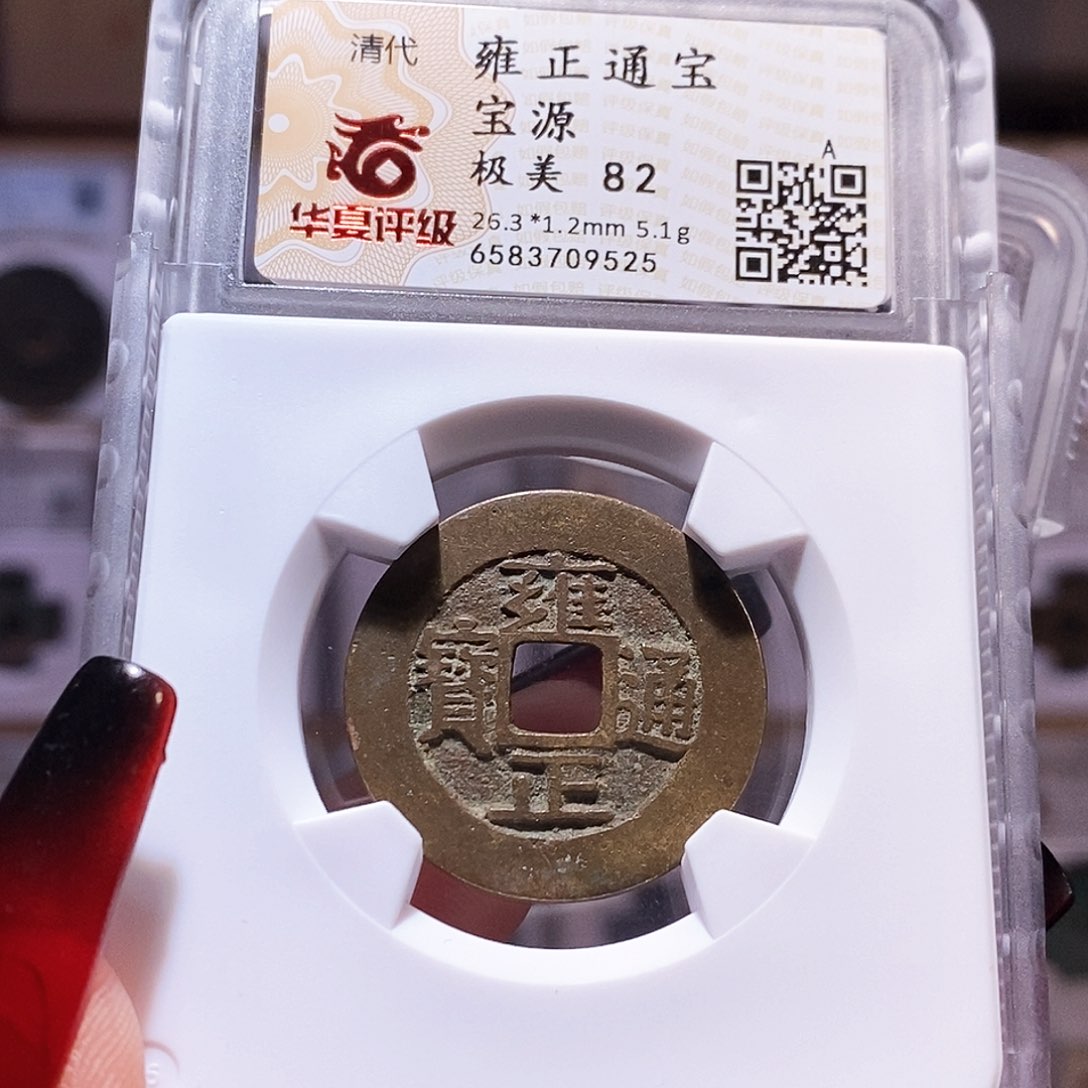 清代
雍正通宝
宝源
极美 82
26.3*1.2mm 5.1g
6583709525
华夏评级
A
雍
寶 通
正